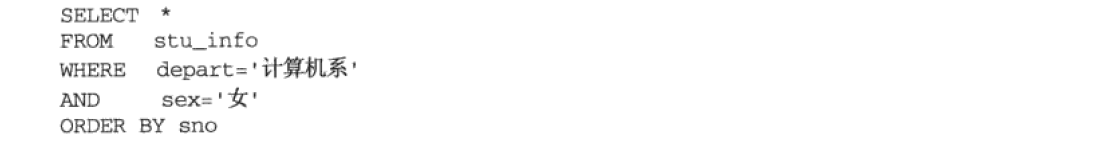 SELECT *
FROM stu_info
WHERE depart='计算机系'
AND sex='女'
ORDER BY sno